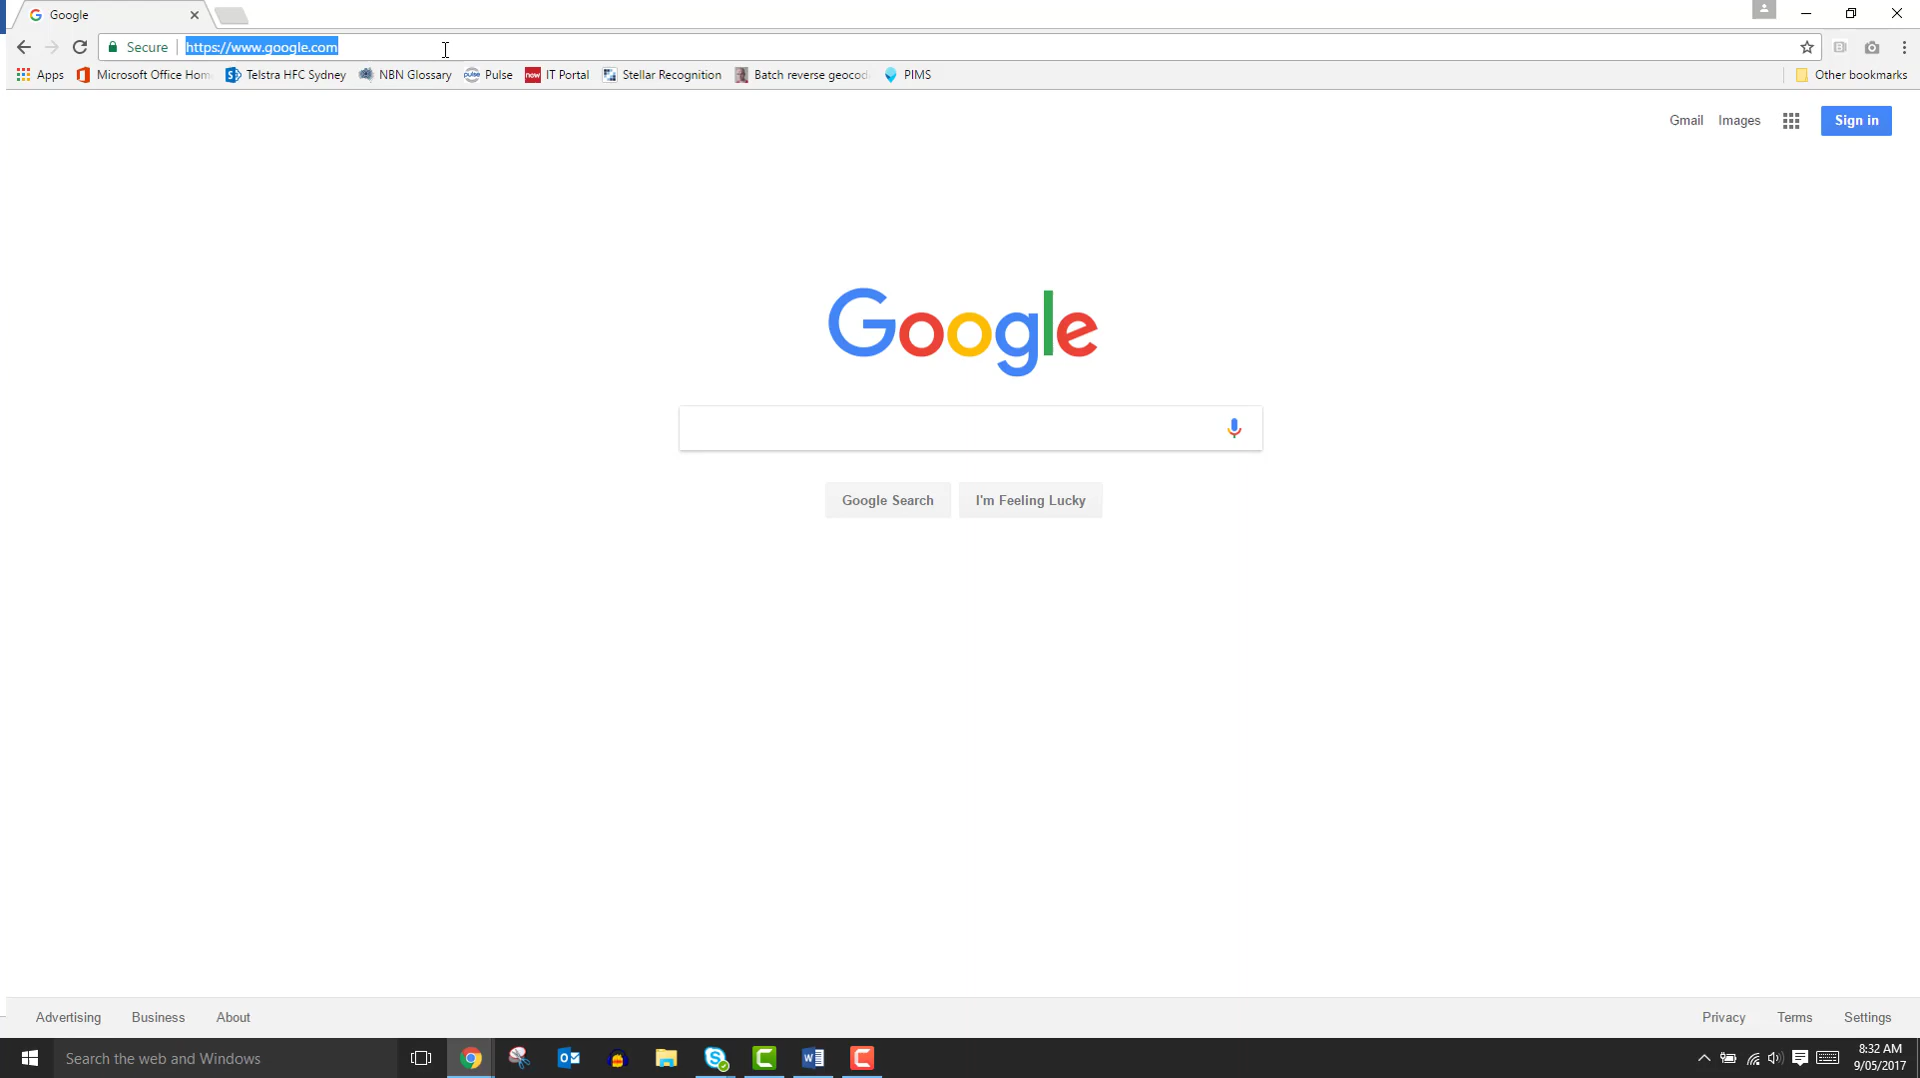 Google
Secure https://www.google.com
Apps Microsoft Office Hom Telstra HFC Sydney NBN Glossary Pulse IT Portal Stellar Recognition Batch reverse geocod PIMS Other bookmarks
Gmail Images Sign in
Google
Google Search I'm Feeling Lucky
Advertising Business About Privacy Terms Settings
Search the web and Windows 8:32 AM
9/05/2017